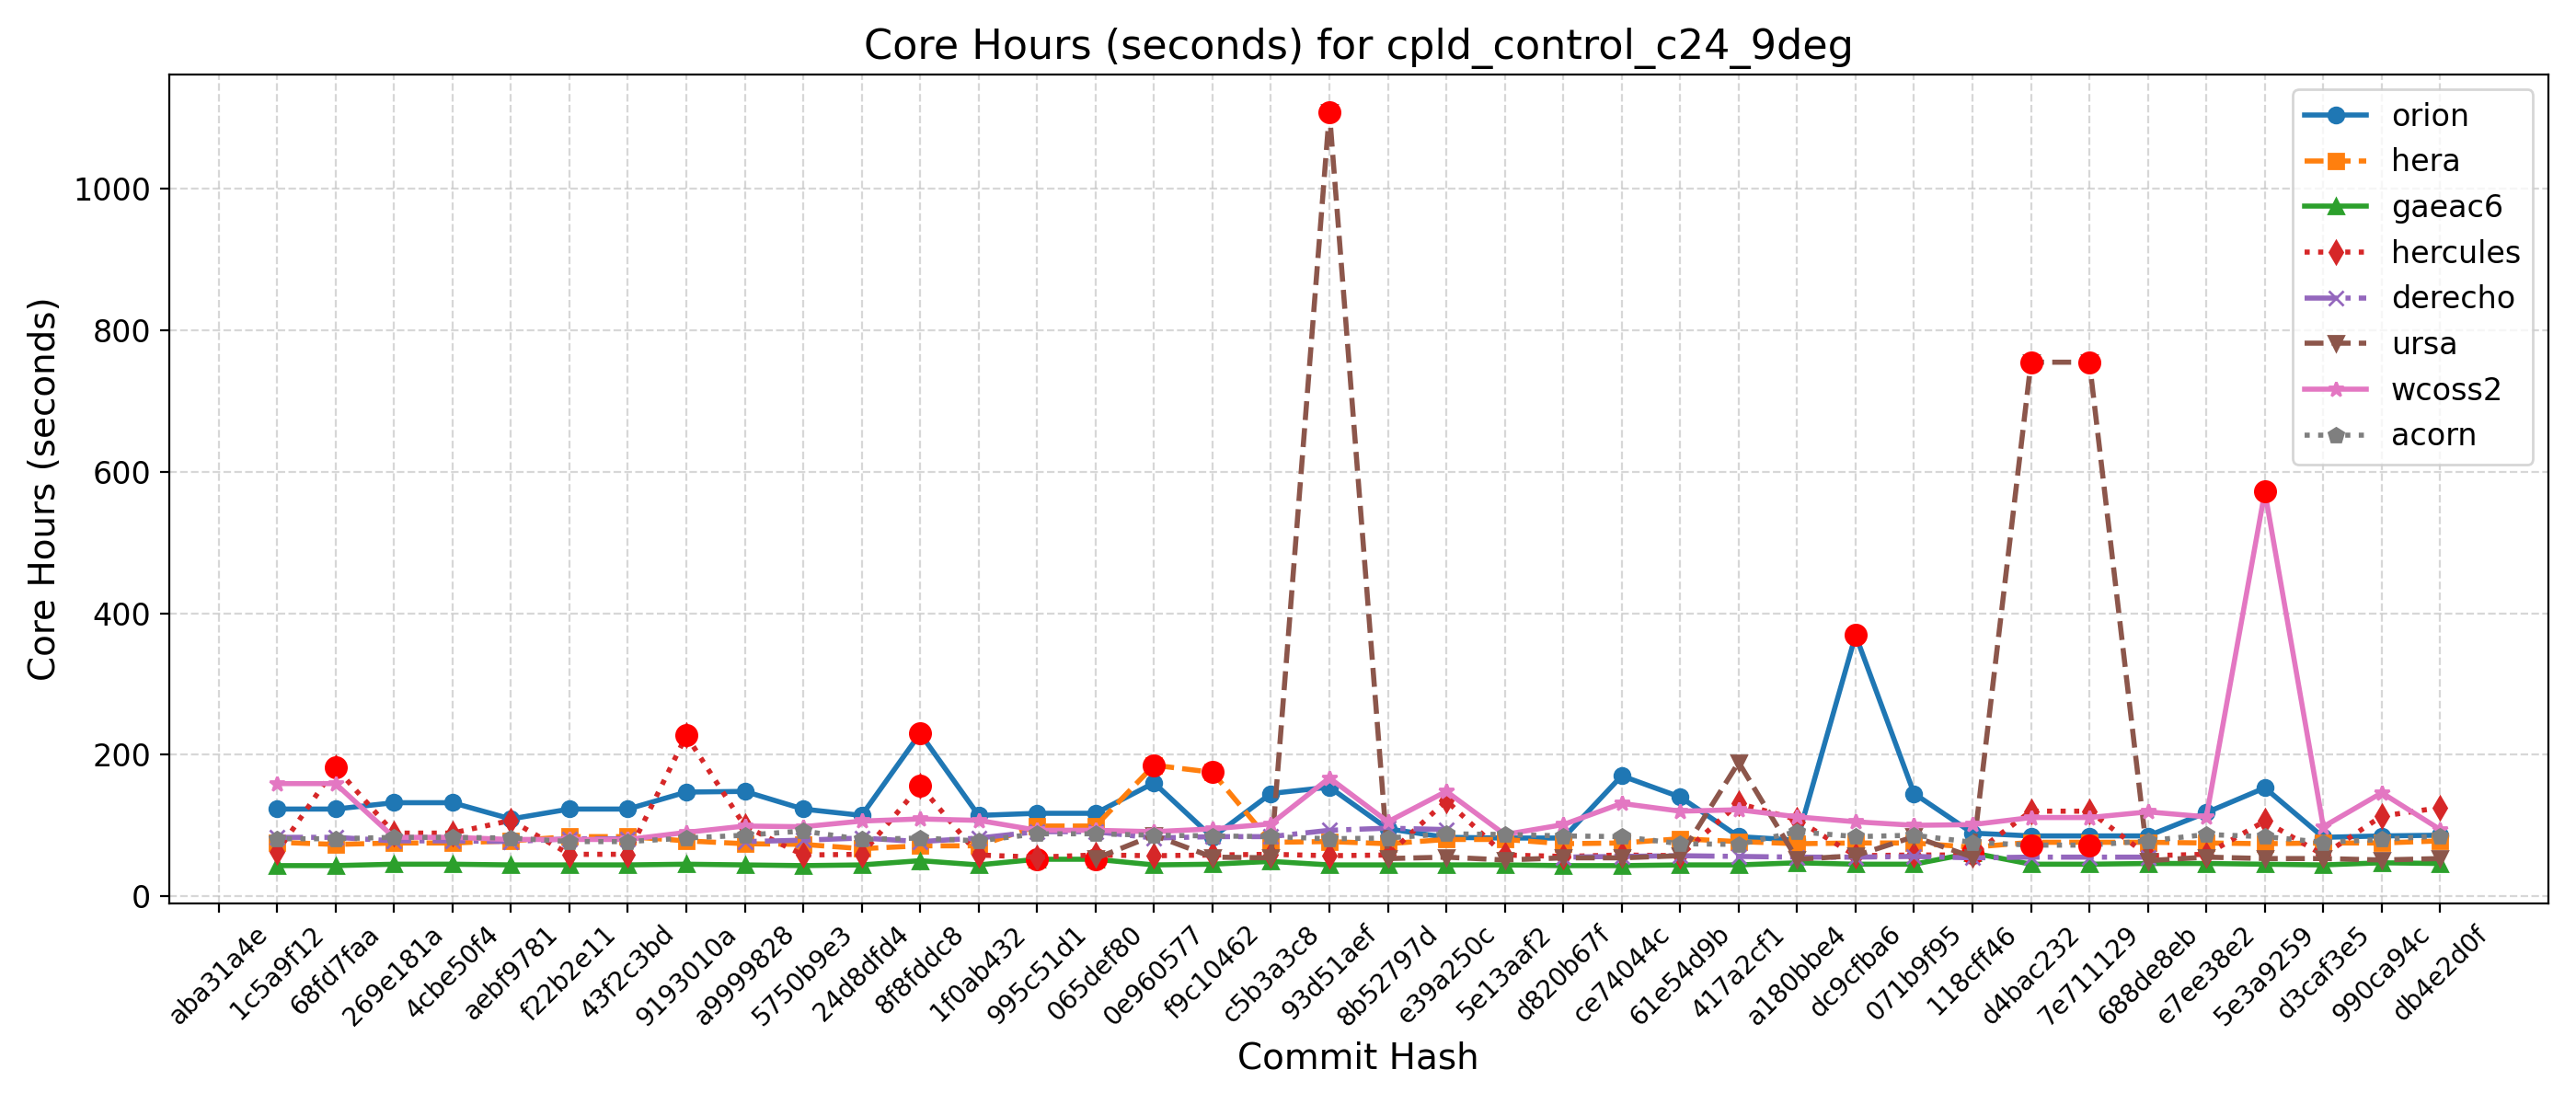 Core Hours (seconds) for cpld_control_c24_9deg
Core Hours (seconds)
1000
800
600
400
200
0
orion
hera
gaeac6
hercules
derecho
ursa
wcoss2
acorn
aba31a4e
1c5a9f12
68fd7faa
269e181a
4cbe50f4
aebf9781
f22b2e11
43f2c3bd
9193010a
a9999828
5750b9e3
24d8dfd4
8f8fddc8
1f0ab432
995c51d1
065def80
0e960577
f9c10462
c5b3a3c8
93d51aef
8b52797d
e39a250c
5e13aaf2
d820b67f
ce74044c
61e54d9b
417a2cf1
a180bbe4
dc9cfba6
071b9f95
118cff46
d4bac232
7e711129
688de8eb
e7ee38e2
5e3a9259
d3caf3e5
990ca94c
db4e2d0f
Commit Hash